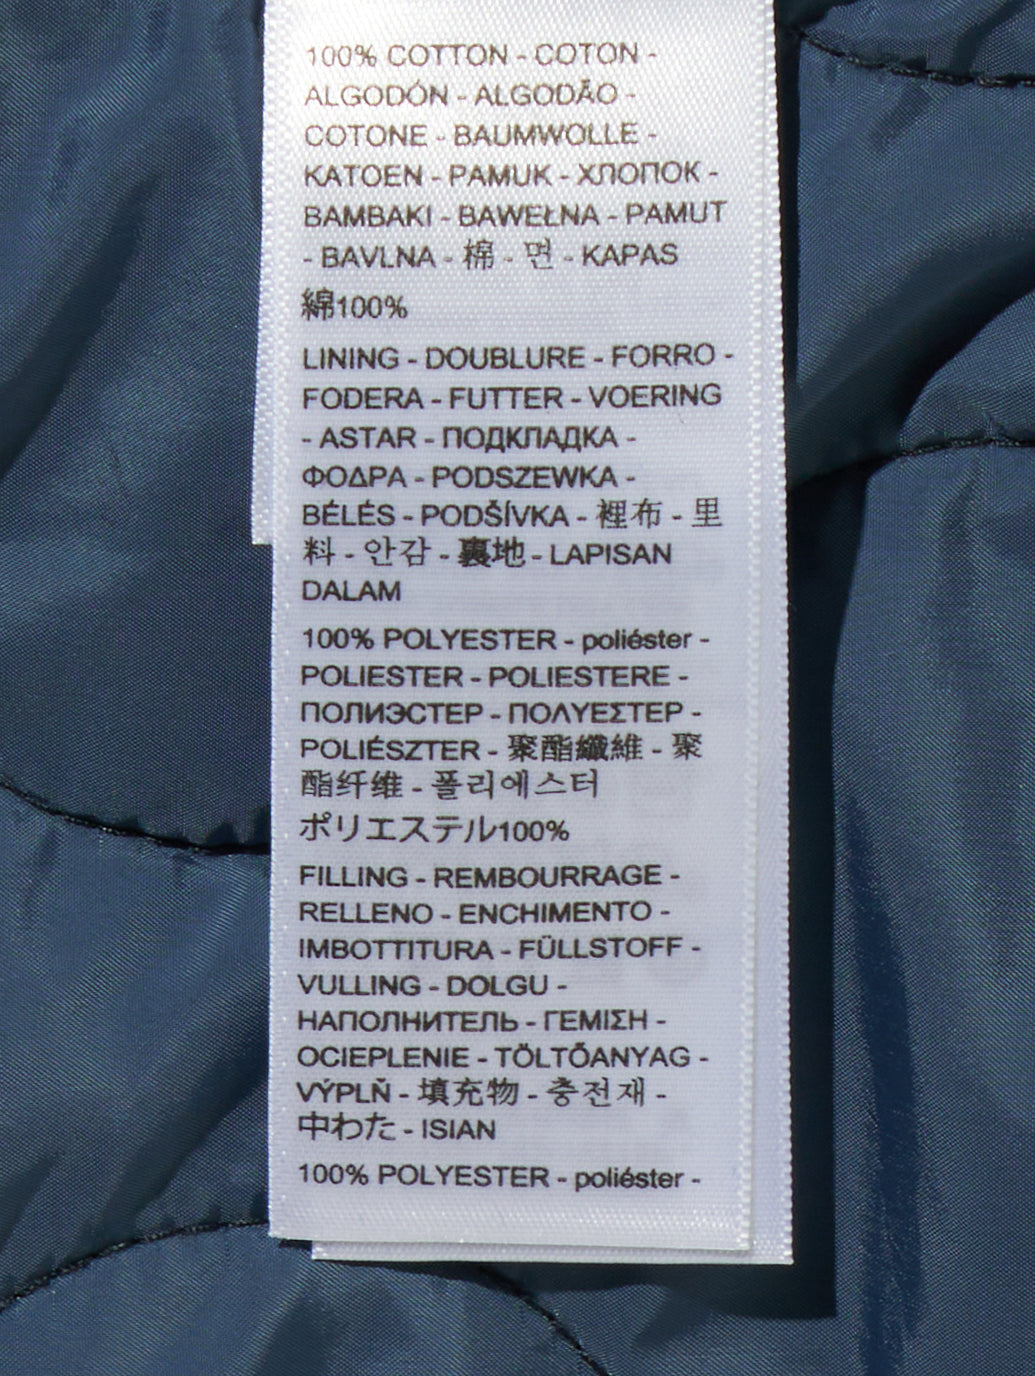 100% COTTON - COTON -
ALGODÓN - ALGODÃO -
COTONE - BAUMWOLLE -
KATOEN - PAMUK - ХЛОПОК -
BAMBAKI - BAWEŁNA - PAMUT
- BAVLNA - 棉 - 면 - KAPAS
綿100%
LINING - DOUBLURE - FORRO -
FODERA - FUTTER - VOERING
- ASTAR - ПОДКЛАДКА -
ΦΟΔΡΑ - PODSZEWKA -
BÉLÉS - PODŠÍVKA - 裡布 - 里
料 - 안감 - 裏地 - LAPISAN
DALAM
100% POLYESTER - poliéster -
POLIESTER - POLIESTERE -
ПОЛИЭСТЕР - ΠΟΛΥΕΣΤΕΡ -
POLIÉSZTER - 聚酯纖維 - 聚
酯纤维 - 폴리에스터
ポリエステル100%
FILLING - REMBOURRAGE -
RELLENO - ENCHIMENTO -
IMBOTTITURA - FÜLLSTOFF -
VULLING - DOLGU -
НАПОЛНИТЕЛЬ - ΓΕΜΙΣΗ -
OCIEPLENIE - TÖLTŐANYAG -
VÝPLŇ - 填充物 - 충전재 -
中わた - ISIAN
100% POLYESTER - poliéster -